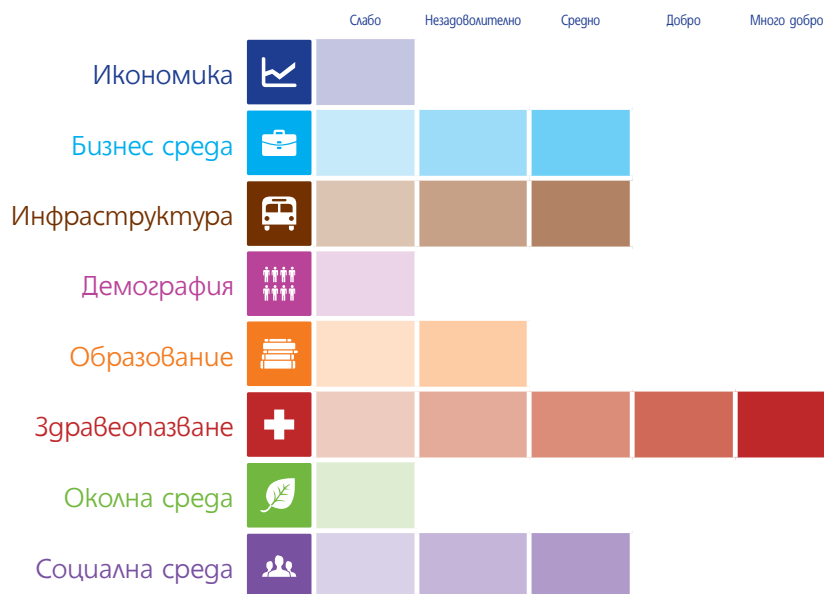 Слабо Незадоволително Средно Добро Много добро
Икономика
Бизнес среда
Инфраструктура
Демография
Образование
Здравеопазване
Околна среда
Социална среда